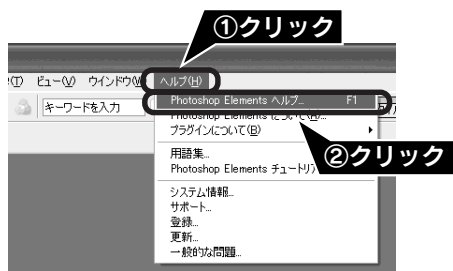 ①クリック
(T) ビュー(V) ウインドウ(W) ヘルプ(H)
キーワードを入力
Photoshop Elements ヘルプ... F1
Photoshop Elements について(A)...
プラグインについて(B)
②クリック
用語集...
Photoshop Elements チュートリア
システム情報...
サポート...
登録...
更新...
一般的な問題...